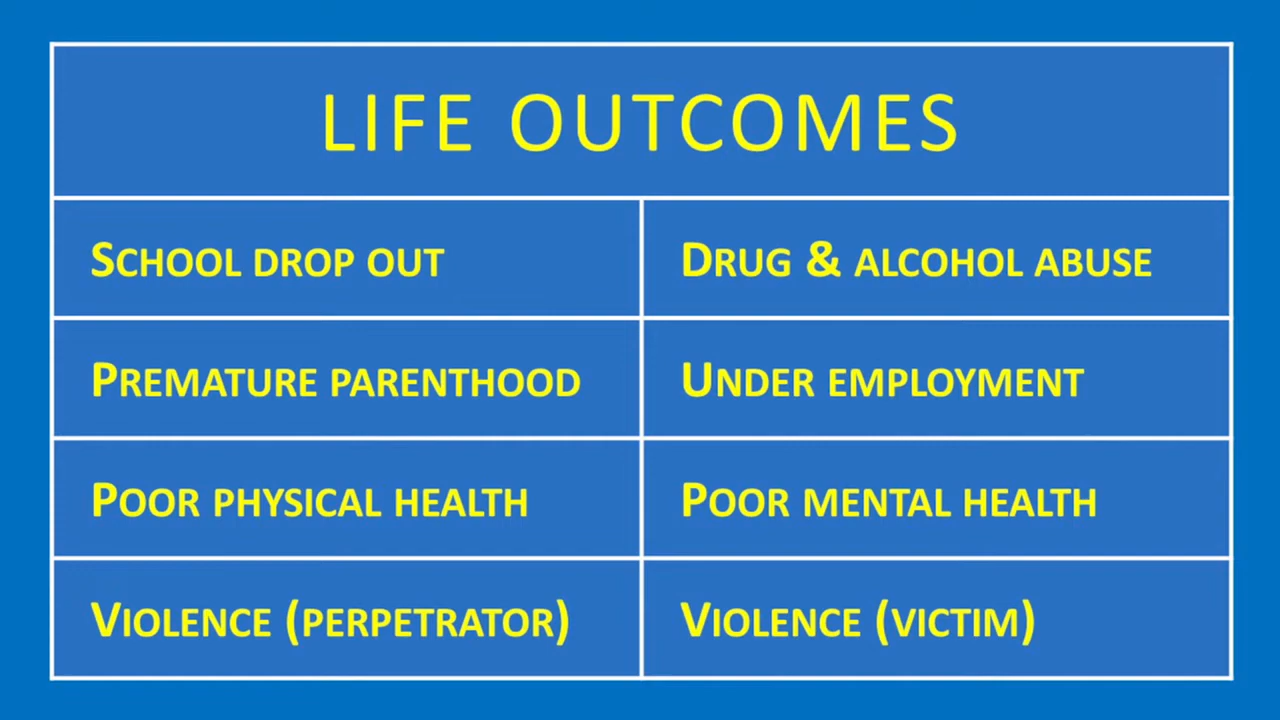 LIFE OUTCOMES
SCHOOL DROP OUT
DRUG & ALCOHOL ABUSE
PREMATURE PARENTHOOD
UNDER EMPLOYMENT
POOR PHYSICAL HEALTH
POOR MENTAL HEALTH
VIOLENCE (PERPETRATOR)
VIOLENCE (VICTIM)